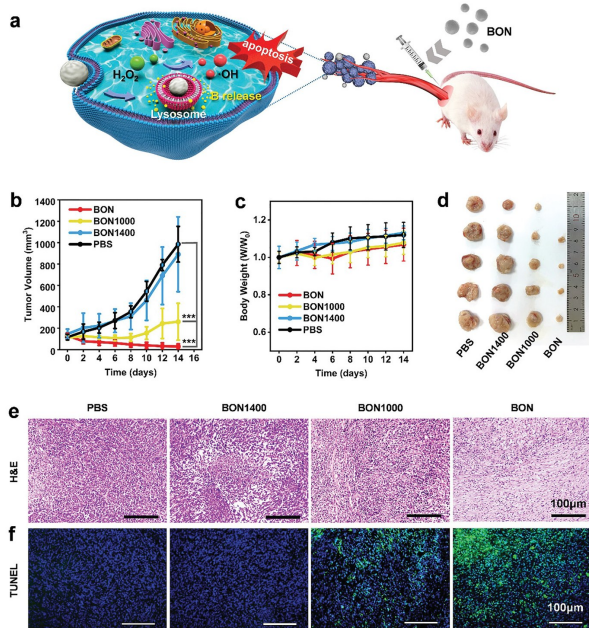 a
BON
apoptosis
H₂O₂
·OH
B release
Lysosome
b
BON
BON1000
BON1400
PBS
Tumor Volume (mm³)
1200
1000
800
600
400
200
0
***
***
0 2 4 6 8 10 12 14 16
Time (days)
c
Body Weight (W/W₀)
1.2
1.0
0.8
0.6
BON
BON1000
BON1400
PBS
0 2 4 6 8 10 12 14
Time (days)
d
PBS
BON1400
BON1000
BON
e
PBS
BON1400
BON1000
BON
H&E
100μm
f
TUNEL
100μm